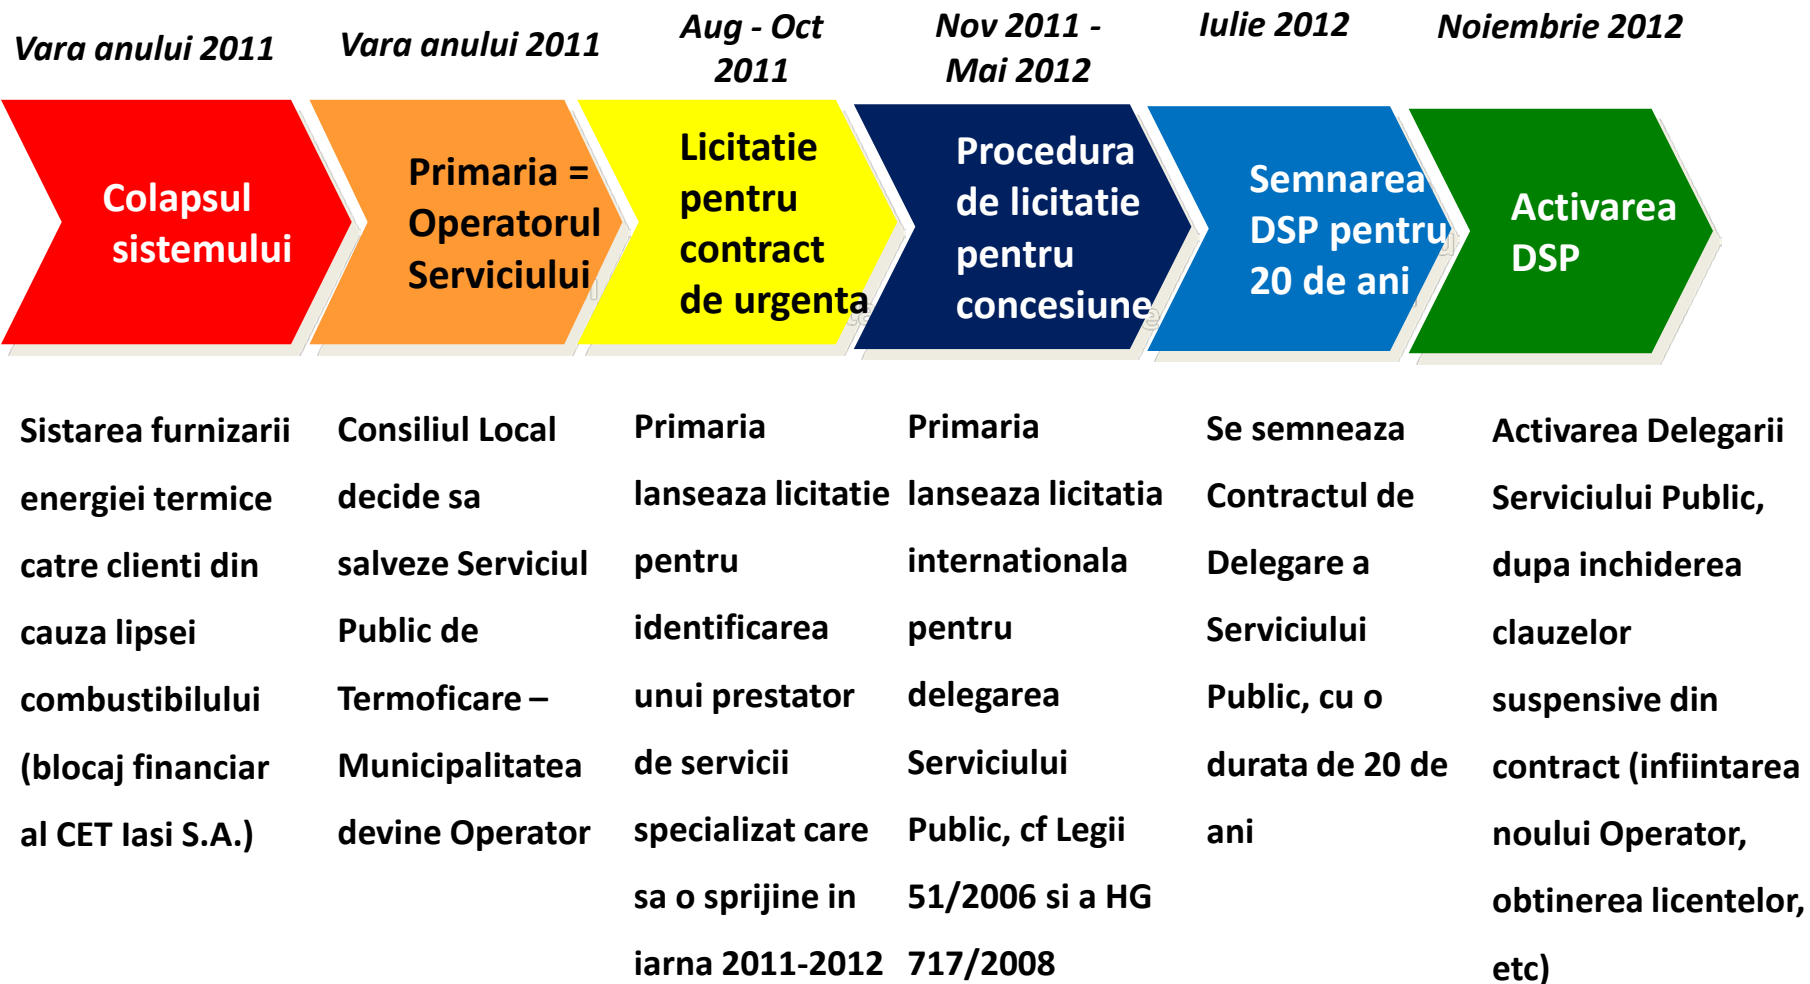 Vara anului 2011
Vara anului 2011
Aug - Oct
2011
Nov 2011 -
Mai 2012
Iulie 2012
Noiembrie 2012
Colapsul
sistemului
Primaria =
Operatorul
Serviciului
Licitatie
pentru
contract
de urgenta
Procedura
de licitatie
pentru
concesiune
Semnarea
DSP pentru
20 de ani
Activarea
DSP
Sistarea furnizarii
energiei termice
catre clienti din
cauza lipsei
combustibilului
(blocaj financiar
al CET Iasi S.A.)
Consiliul Local
decide sa
salveze Serviciul
Public de
Termoficare –
Municipalitatea
devine Operator
Primaria
lanseaza licitatie
pentru
identificarea
unui prestator
de servicii
specializat care
sa o sprijine in
iarna 2011-2012
Primaria
lanseaza licitatia
internationala
pentru
delegarea
Serviciului
Public, cf Legii
51/2006 si a HG
717/2008
Se semneaza
Contractul de
Delegare a
Serviciului
Public, cu o
durata de 20 de
ani
Activarea Delegarii
Serviciului Public,
dupa inchiderea
clauzelor
suspensive din
contract (infiintarea
noului Operator,
obtinerea licentelor,
etc)